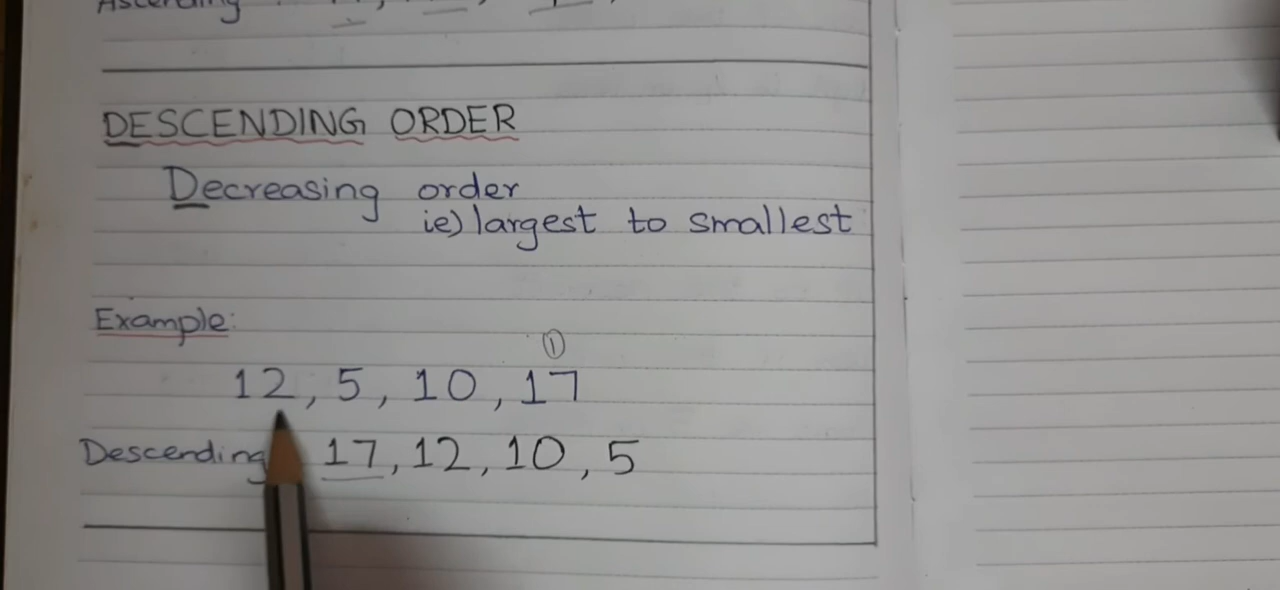 Ascending
DESCENDING ORDER
Decreasing order
ie) largest to smallest
Example:
①
12, 5, 10, 17
Descending 17, 12, 10, 5